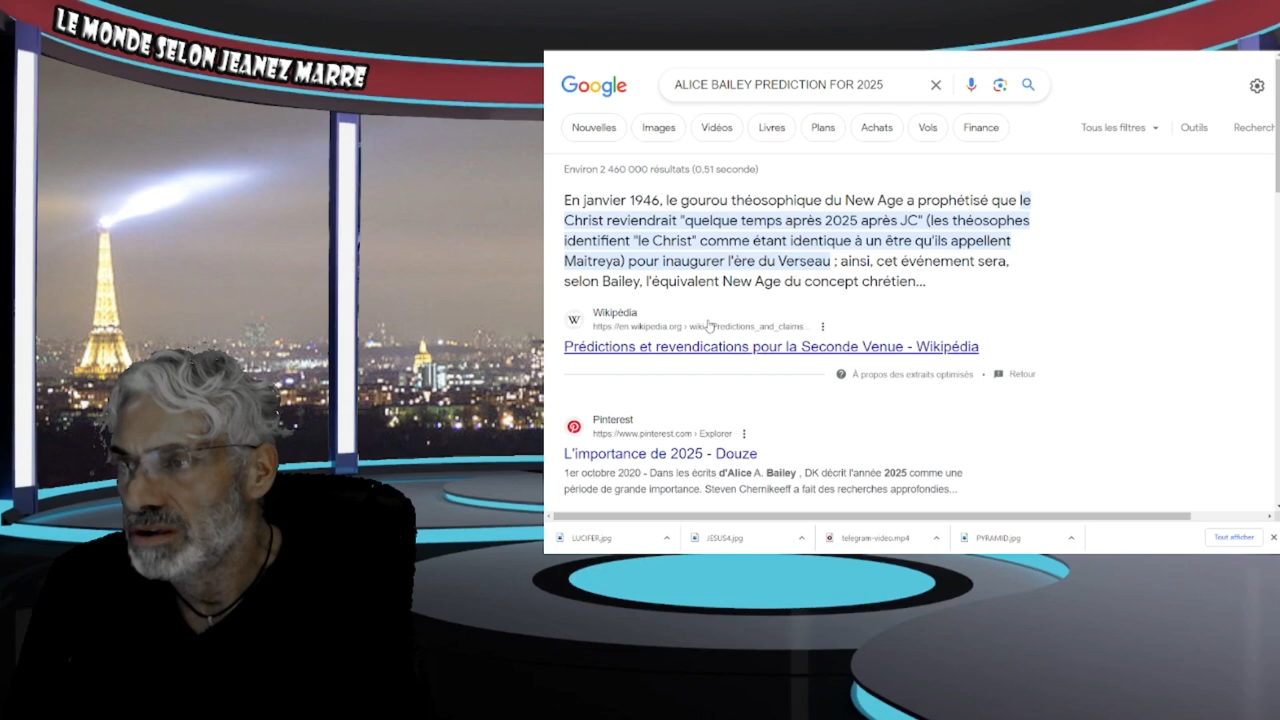 LE MONDE SELON JEANEZ MARRE
Google
ALICE BAILEY PREDICTION FOR 2025
Nouvelles
Images
Vidéos
Livres
Plans
Achats
Vols
Finance
Tous les filtres
Outils
Recherc
Environ 2 460 000 résultats (0,51 seconde)
En janvier 1946, le gourou théosophique du New Age a prophétisé que le
Christ reviendrait "quelque temps après 2025 après JC" (les théosophes
identifient "le Christ" comme étant identique à un être qu'ils appellent
Maitreya) pour inaugurer l'ère du Verseau ; ainsi, cet événement sera,
selon Bailey, l'équivalent New Age du concept chrétien...
W
Wikipédia
https://en.wikipedia.org › wiki › Predictions_and_claims...
Prédictions et revendications pour la Seconde Venue - Wikipédia
À propos des extraits optimisés
Retour
Pinterest
https://www.pinterest.com › Explorer
L'importance de 2025 - Douze
1er octobre 2020 - Dans les écrits d'Alice A. Bailey , DK décrit l'année 2025 comme une
période de grande importance. Steven Chernikeeff a fait des recherches approfondies...
LUCIFER.jpg
JESUS4.jpg
telegram-video.mp4
PYRAMID.jpg
Tout afficher